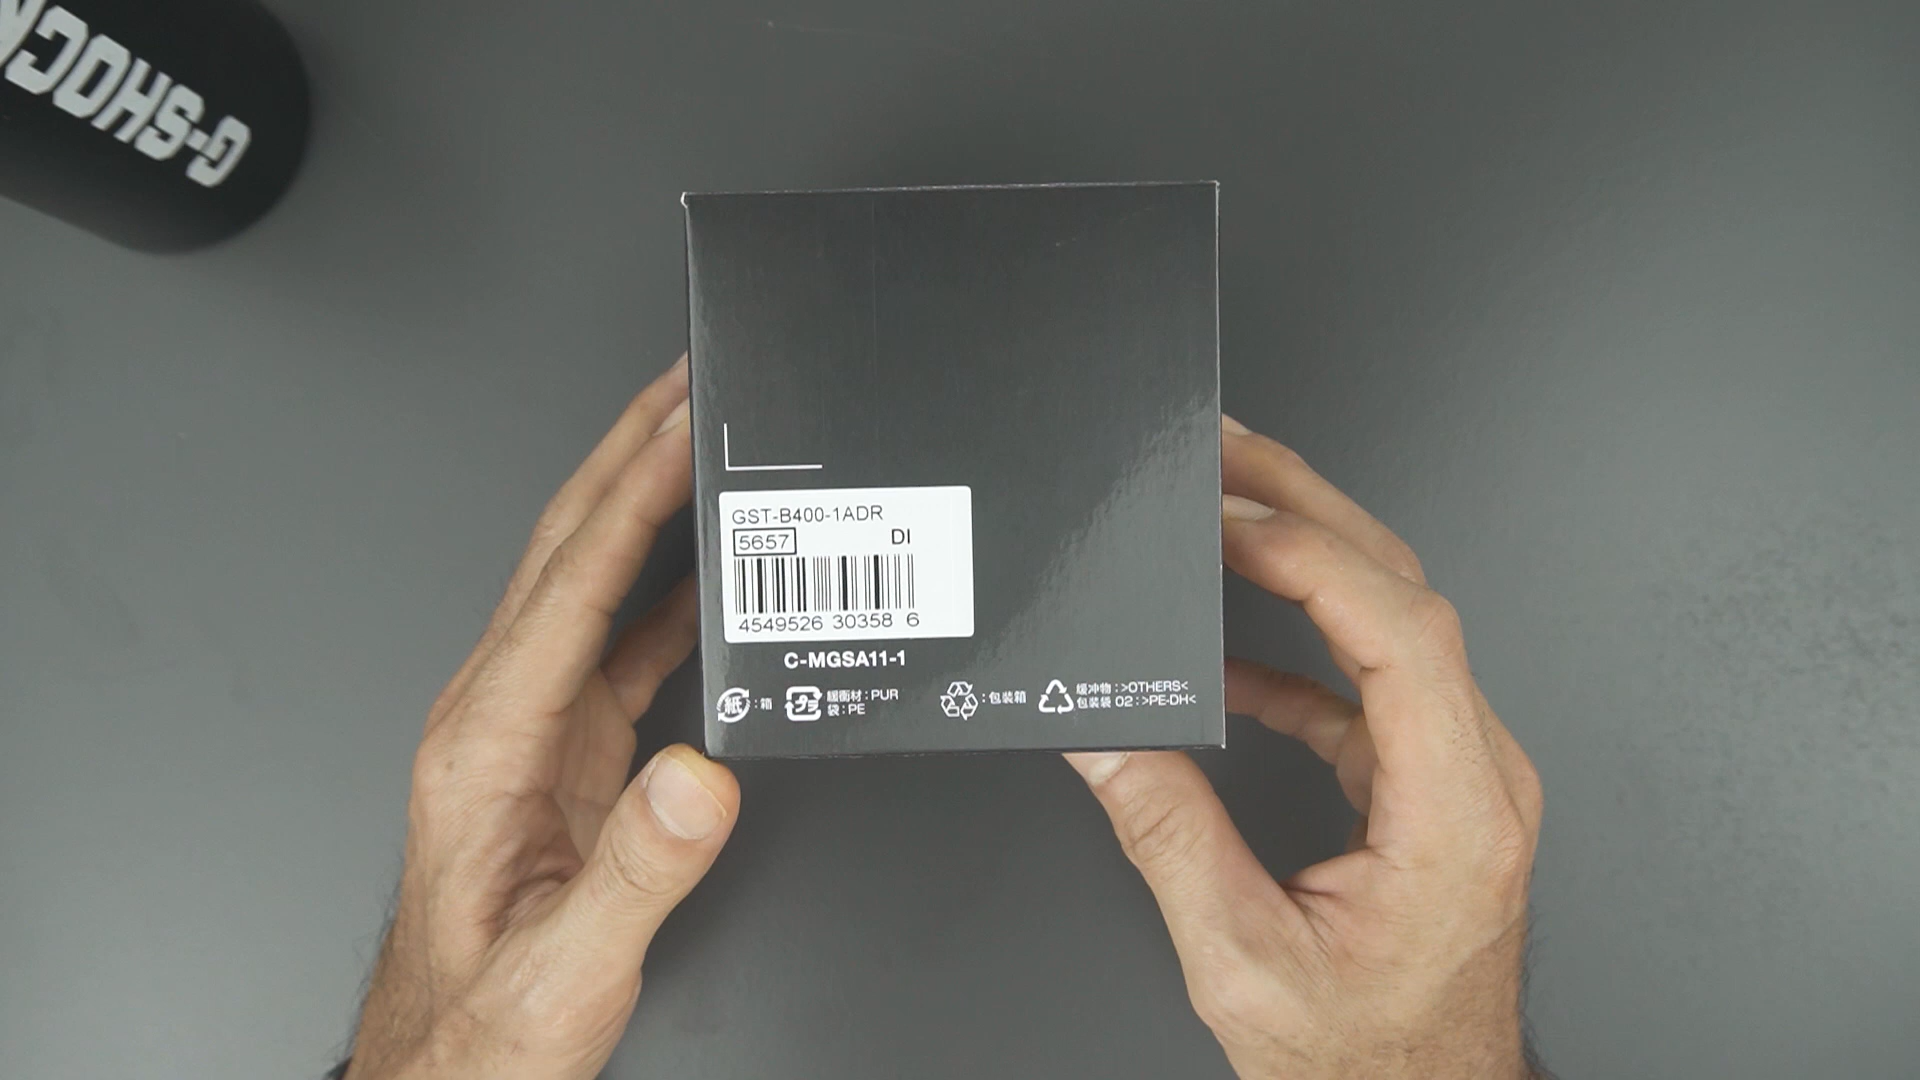 G-SHOCK
GST-B400-1ADR
5657 DI
4549526 30358 6
C-MGSA11-1
紙 : 箱
プラ 緩衝材 : PUR
袋 : PE
: 包装箱
缓冲物 : >OTHERS<
包装袋 02 : >PE-DH<